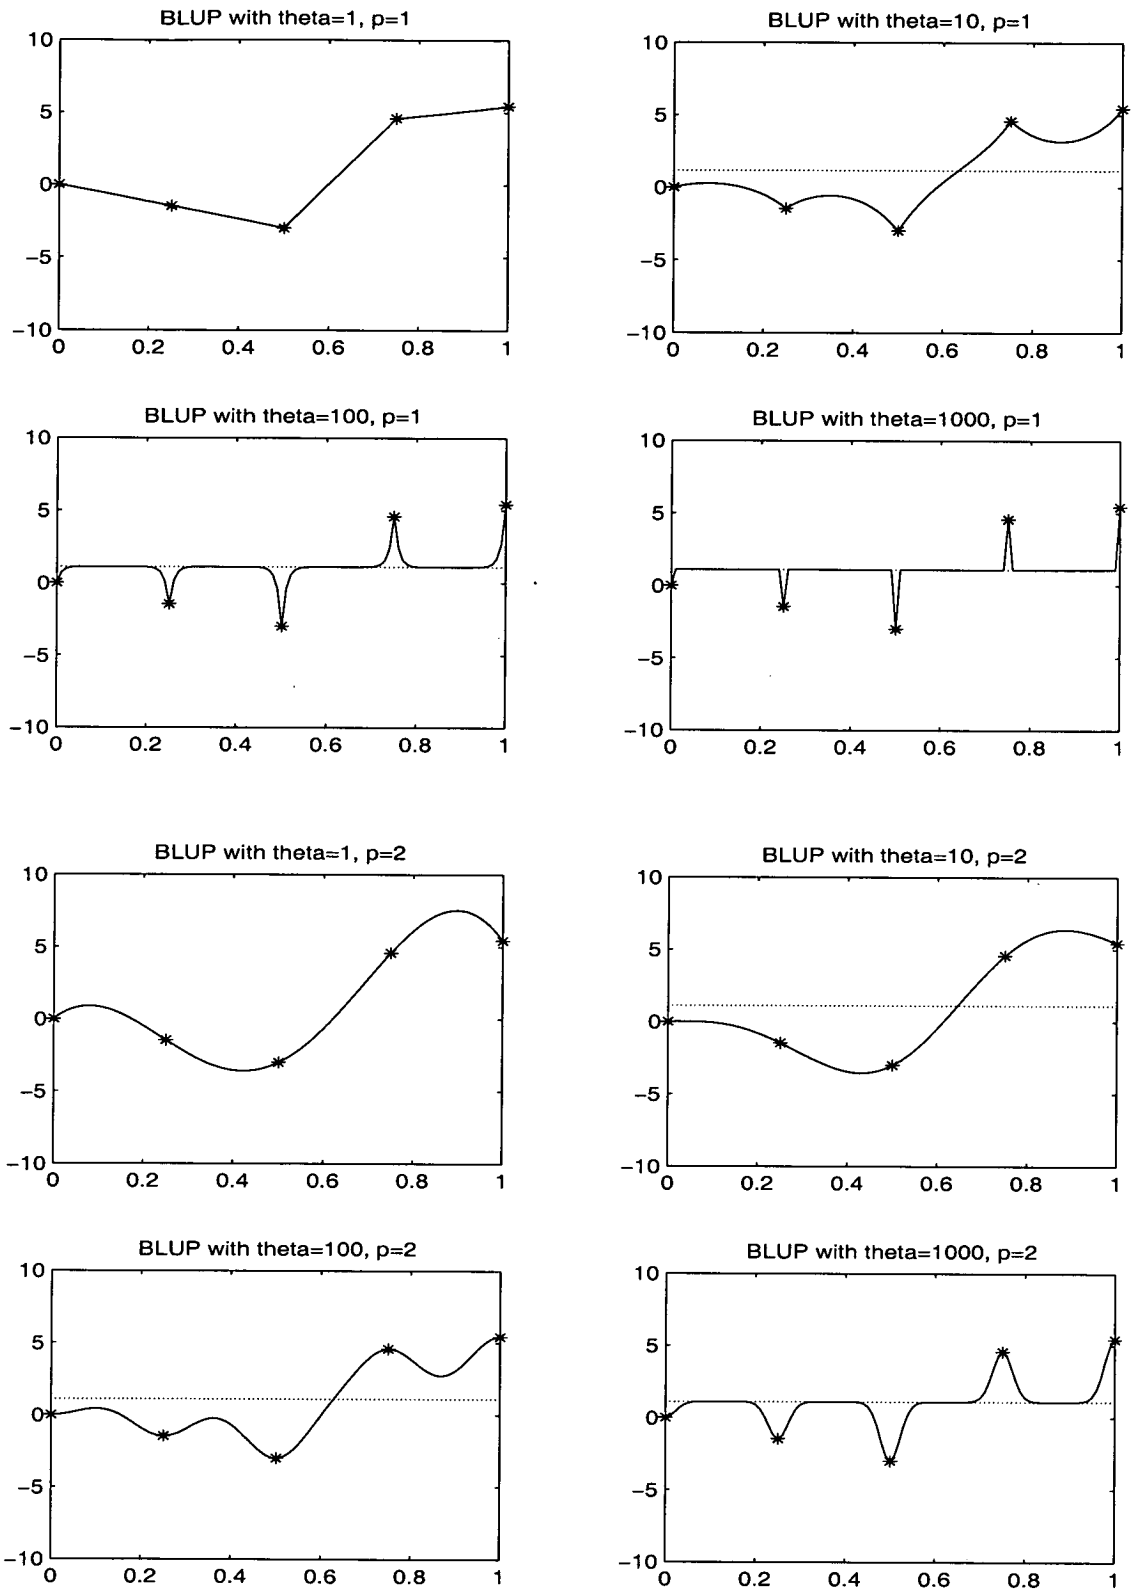 BLUP with theta=1, p=1
10
5
0
−5
−10
0 0.2 0.4 0.6 0.8 1
BLUP with theta=10, p=1
10
5
0
−5
−10
0 0.2 0.4 0.6 0.8 1
BLUP with theta=100, p=1
10
5
0
−5
−10
0 0.2 0.4 0.6 0.8 1
BLUP with theta=1000, p=1
10
5
0
−5
−10
0 0.2 0.4 0.6 0.8 1
BLUP with theta=1, p=2
10
5
0
−5
−10
0 0.2 0.4 0.6 0.8 1
BLUP with theta=10, p=2
10
5
0
−5
−10
0 0.2 0.4 0.6 0.8 1
BLUP with theta=100, p=2
10
5
0
−5
−10
0 0.2 0.4 0.6 0.8 1
BLUP with theta=1000, p=2
10
5
0
−5
−10
0 0.2 0.4 0.6 0.8 1